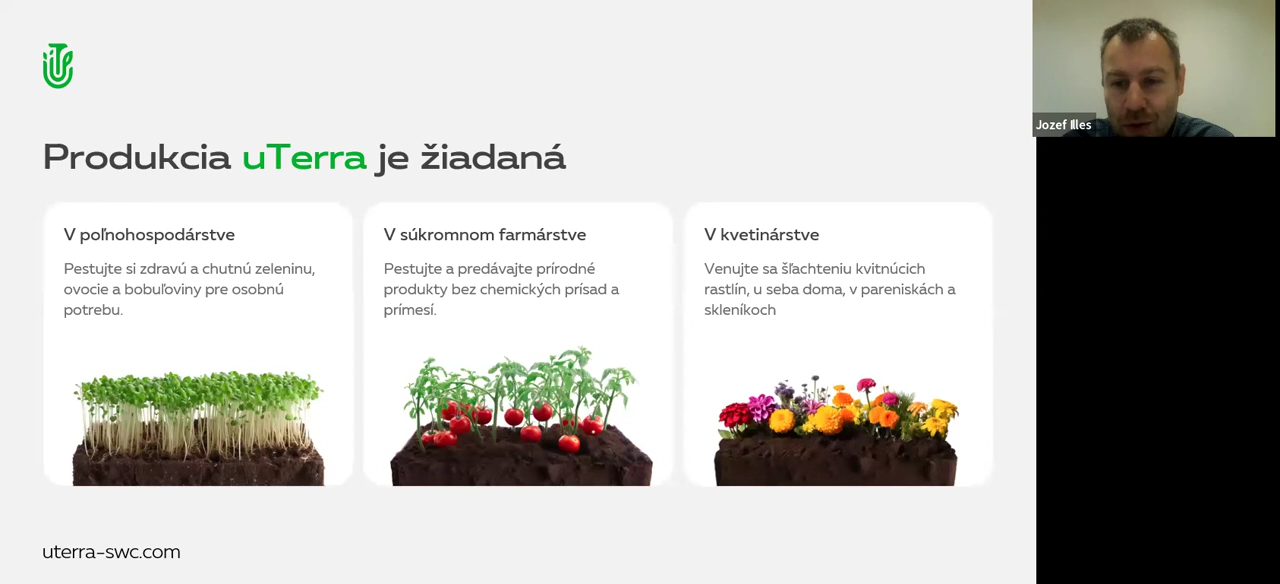 Produkcia uTerra je žiadaná
V poľnohospodárstve
Pestujte si zdravú a chutnú zeleninu,
ovocie a bobuľoviny pre osobnú
potrebu.
V súkromnom farmárstve
Pestujte a predávajte prírodné
produkty bez chemických prísad a
prímesí.
V kvetinárstve
Venujte sa šľachteniu kvitnúcich
rastlín, u seba doma, v pareniskách a
skleníkoch
uterra-swc.com
Jozef Illes